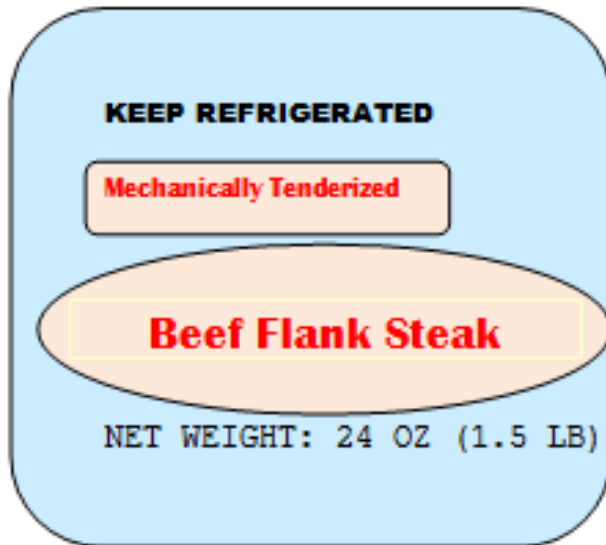 KEEP REFRIGERATED
Mechanically Tenderized
Beef Flank Steak
NET WEIGHT: 24 OZ (1.5 LB)